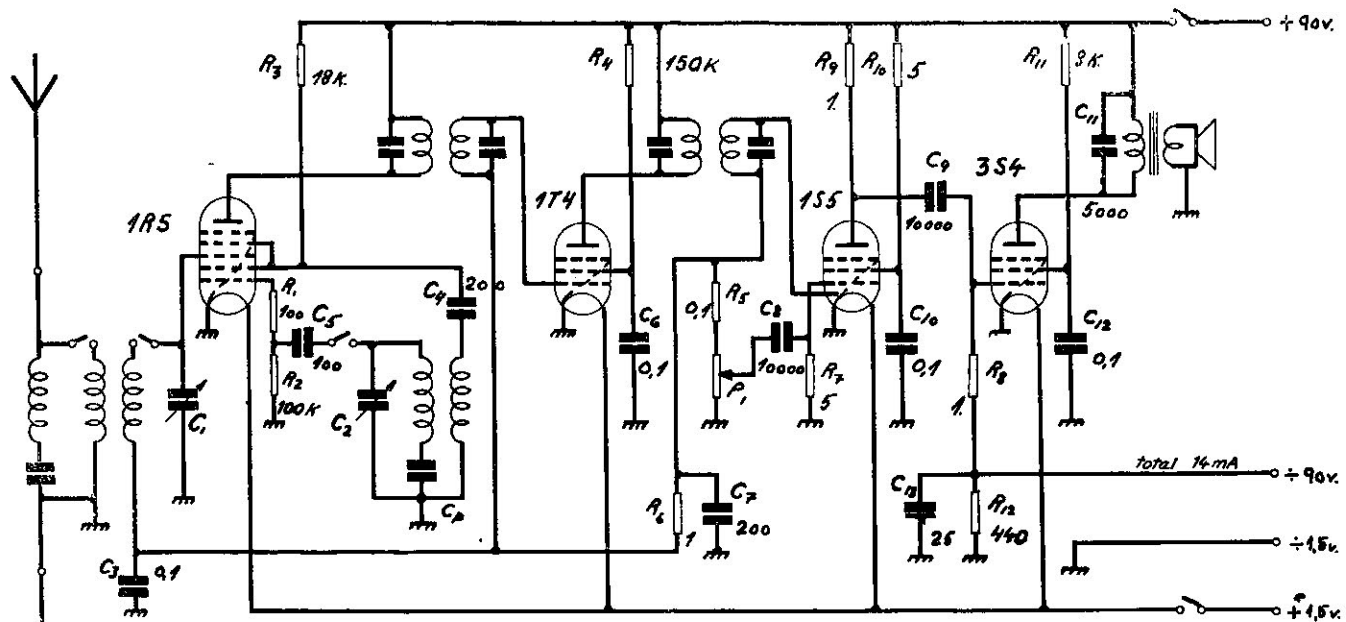 + 90v.
R3
18K.
R4
150K
R9
1.
R10
5
R11
3K.
C11
5000
1R5
1T4
1S5
C9
10000
3S4
R1
100
C5
100
R2
100K
C4
200
C1
C2
Cp
C6
0,1
R5
0,1
P1
C8
10000
R7
5
C10
0,1
R8
1.
C12
0,1
C3
0,1
R6
1
C7
200
C13
25
R12
440
total 14mA
÷ 90v.
÷ 1,5v.
+ 1,5v.